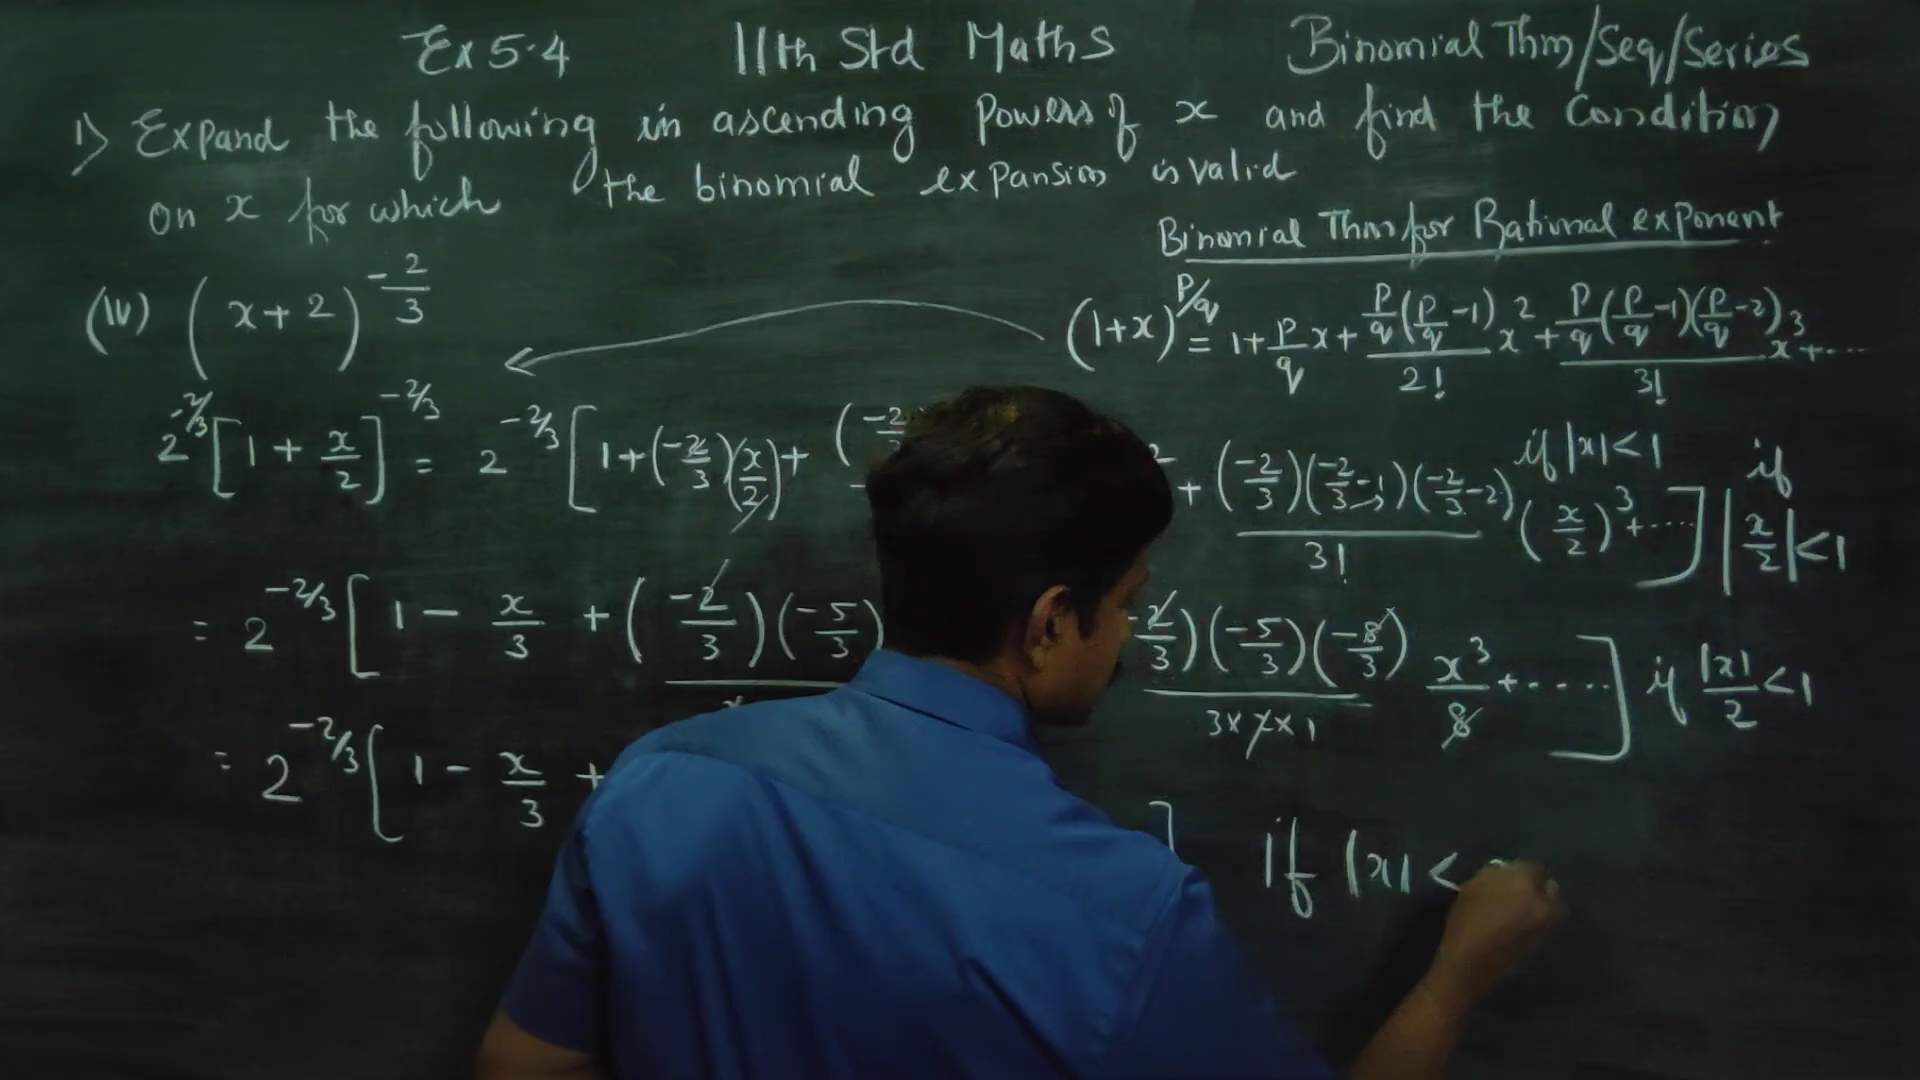 Ex 5.4 11th Std Maths Binomial Thm/Seq/Series
1) Expand the following in ascending Powers of x and find the Condition
on x for which the binomial expansion is valid
Binomial Thm for Rational exponent
(iv) (x+2)^{-2/3}
(1+x)^{p/q} = 1+p/q x+ p/q(p/q-1)/2! x^2 + p/q(p/q-1)(p/q-2)/3! x^3+....
if |x|<1
2^{-2/3}[1+x/2]^{-2/3} = 2^{-2/3}[1+(-2/3)(x/2)+ (-2 + (-2/3)(-2/3-1)(-2/3-2)/3! (x/2)^3+....] if |x/2|<1
= 2^{-2/3}[1 - x/3 + (-2/3)(-5/3) -2/3)(-5/3)(-8/3)/3x2x1 x^3/8+.....] if |x|/2<1
= 2^{-2/3}[1 - x/3 + ] if |x| <